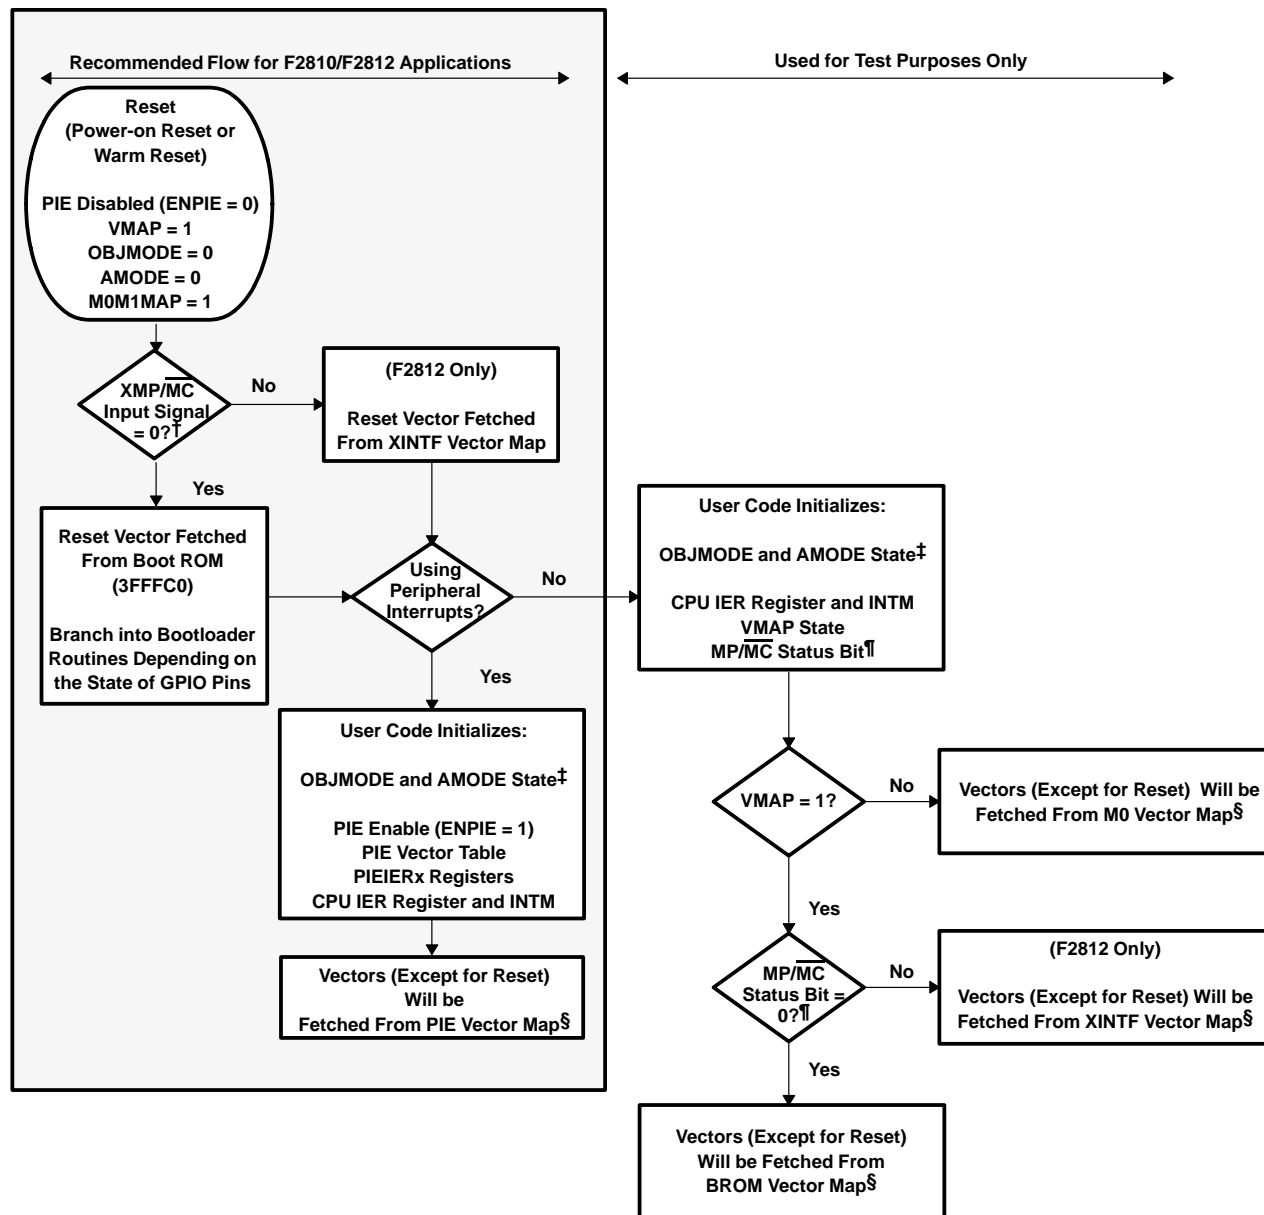 Recommended Flow for F2810/F2812 Applications
Used for Test Purposes Only
Reset
(Power-on Reset or
Warm Reset)
PIE Disabled (ENPIE = 0)
VMAP = 1
OBJMODE = 0
AMODE = 0
M0M1MAP = 1
XMP/M̅C̅
Input Signal
= 0?†
No
(F2812 Only)
Reset Vector Fetched
From XINTF Vector Map
Yes
Reset Vector Fetched
From Boot ROM
(3FFFC0)
Branch into Bootloader
Routines Depending on
the State of GPIO Pins
Using
Peripheral
Interrupts?
No
Yes
User Code Initializes:
OBJMODE and AMODE State‡
PIE Enable (ENPIE = 1)
PIE Vector Table
PIEIERx Registers
CPU IER Register and INTM
Vectors (Except for Reset)
Will be
Fetched From PIE Vector Map§
User Code Initializes:
OBJMODE and AMODE State‡
CPU IER Register and INTM
VMAP State
MP/M̅C̅ Status Bit¶
VMAP = 1?
No
Vectors (Except for Reset) Will be
Fetched From M0 Vector Map§
Yes
MP/M̅C̅
Status Bit =
0?¶
No
(F2812 Only)
Vectors (Except for Reset) Will be
Fetched From XINTF Vector Map§
Yes
Vectors (Except for Reset)
Will be Fetched From
BROM Vector Map§